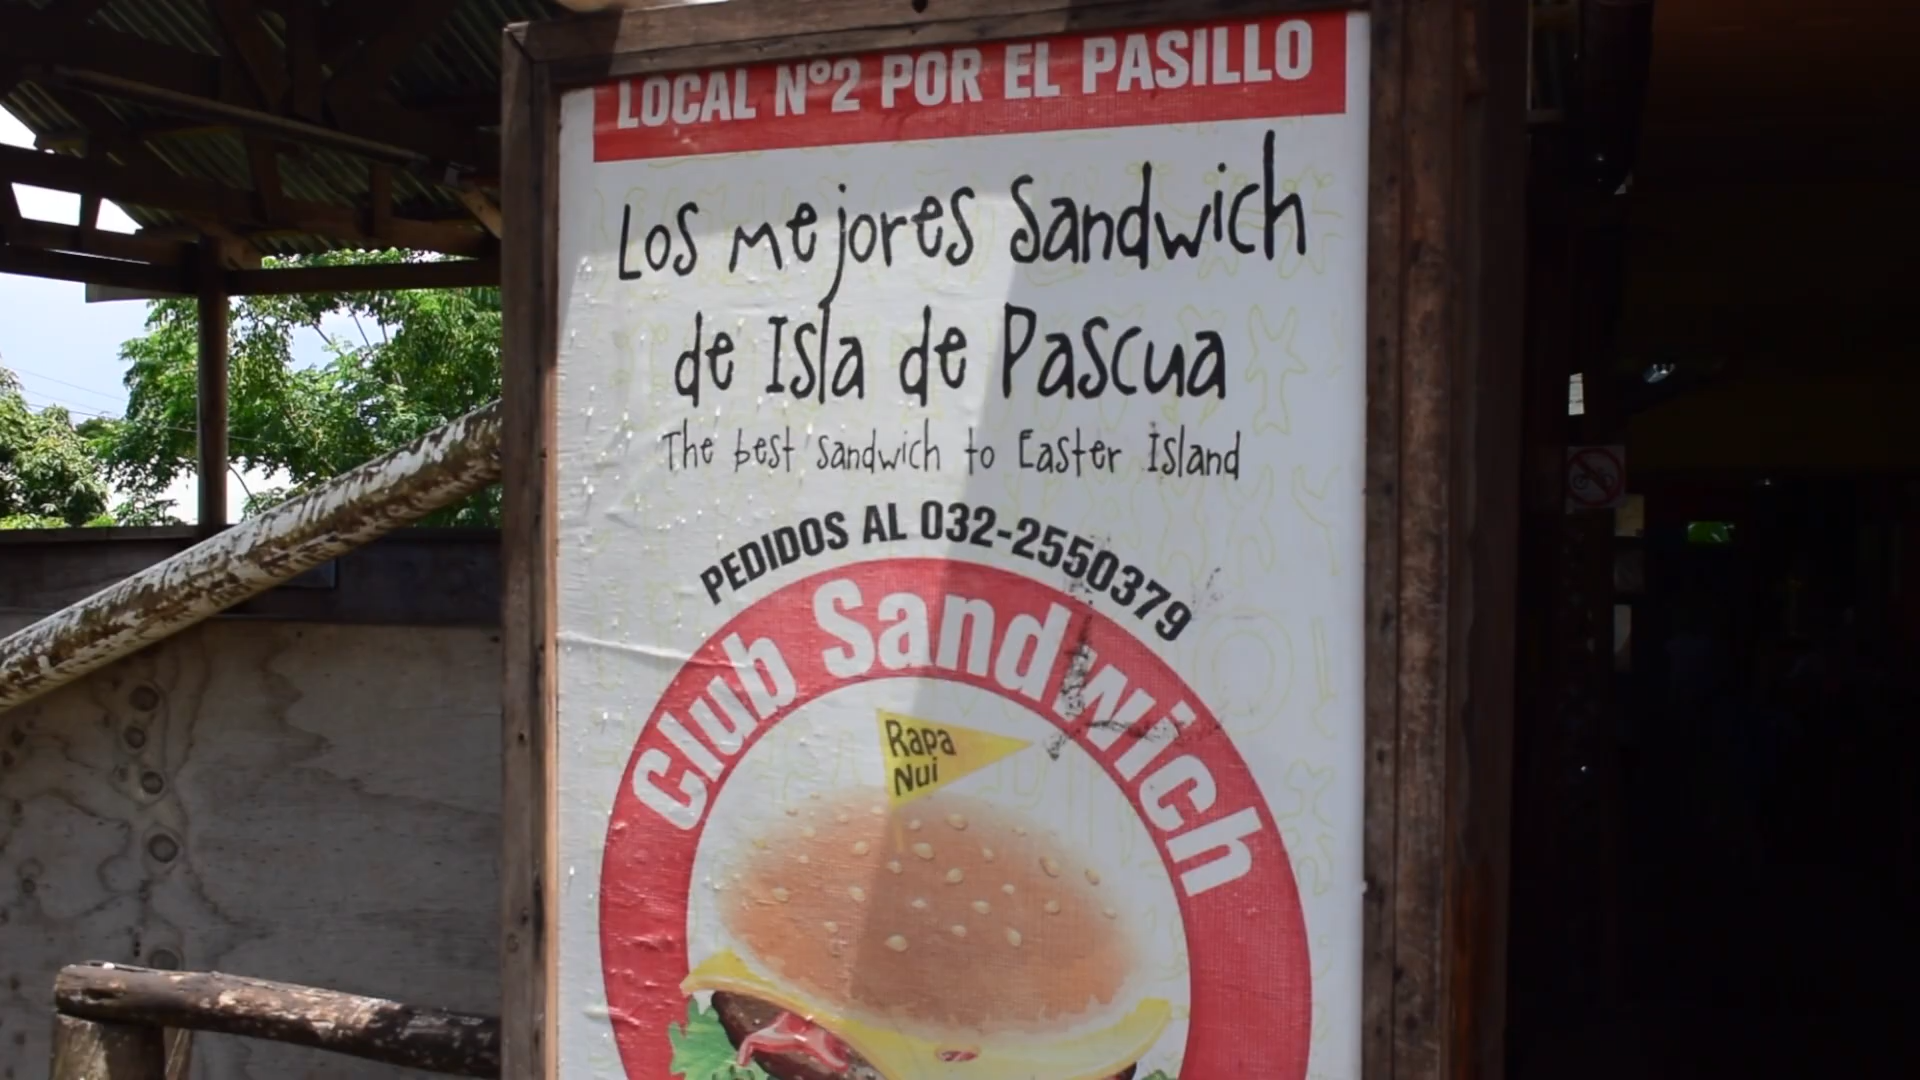 LOCAL Nº2 POR EL PASILLO
Los mejores Sandwich
de Isla de Pascua
The best sandwich to Easter Island
PEDIDOS AL 032-2550379
Club Sandwich
Rapa
Nui